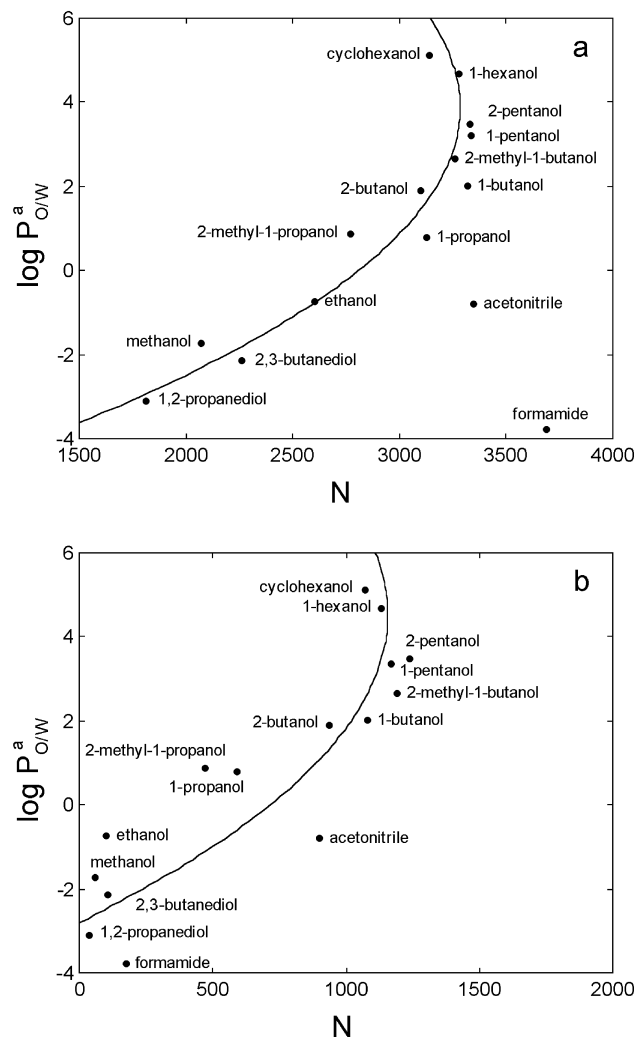 6
a
cyclohexanol
1-hexanol
4
2-pentanol
1-pentanol
2-methyl-1-butanol
2
2-butanol
1-butanol
2-methyl-1-propanol
1-propanol
log P^a_O/W
0
ethanol
acetonitrile
methanol
-2
2,3-butanediol
1,2-propanediol
formamide
-4
1500 2000 2500 3000 3500 4000
N
6
b
cyclohexanol
1-hexanol
4
2-pentanol
1-pentanol
2-methyl-1-butanol
2
2-butanol
1-butanol
2-methyl-1-propanol
1-propanol
log P^a_O/W
0
ethanol
acetonitrile
methanol
-2
2,3-butanediol
1,2-propanediol
formamide
-4
0 500 1000 1500 2000
N